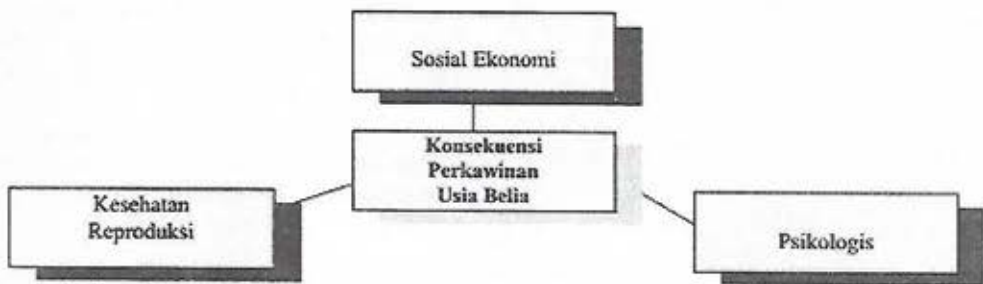 Sosial Ekonomi
Konsekuensi
Perkawinan
Usia Belia
Kesehatan
Reproduksi
Psikologis